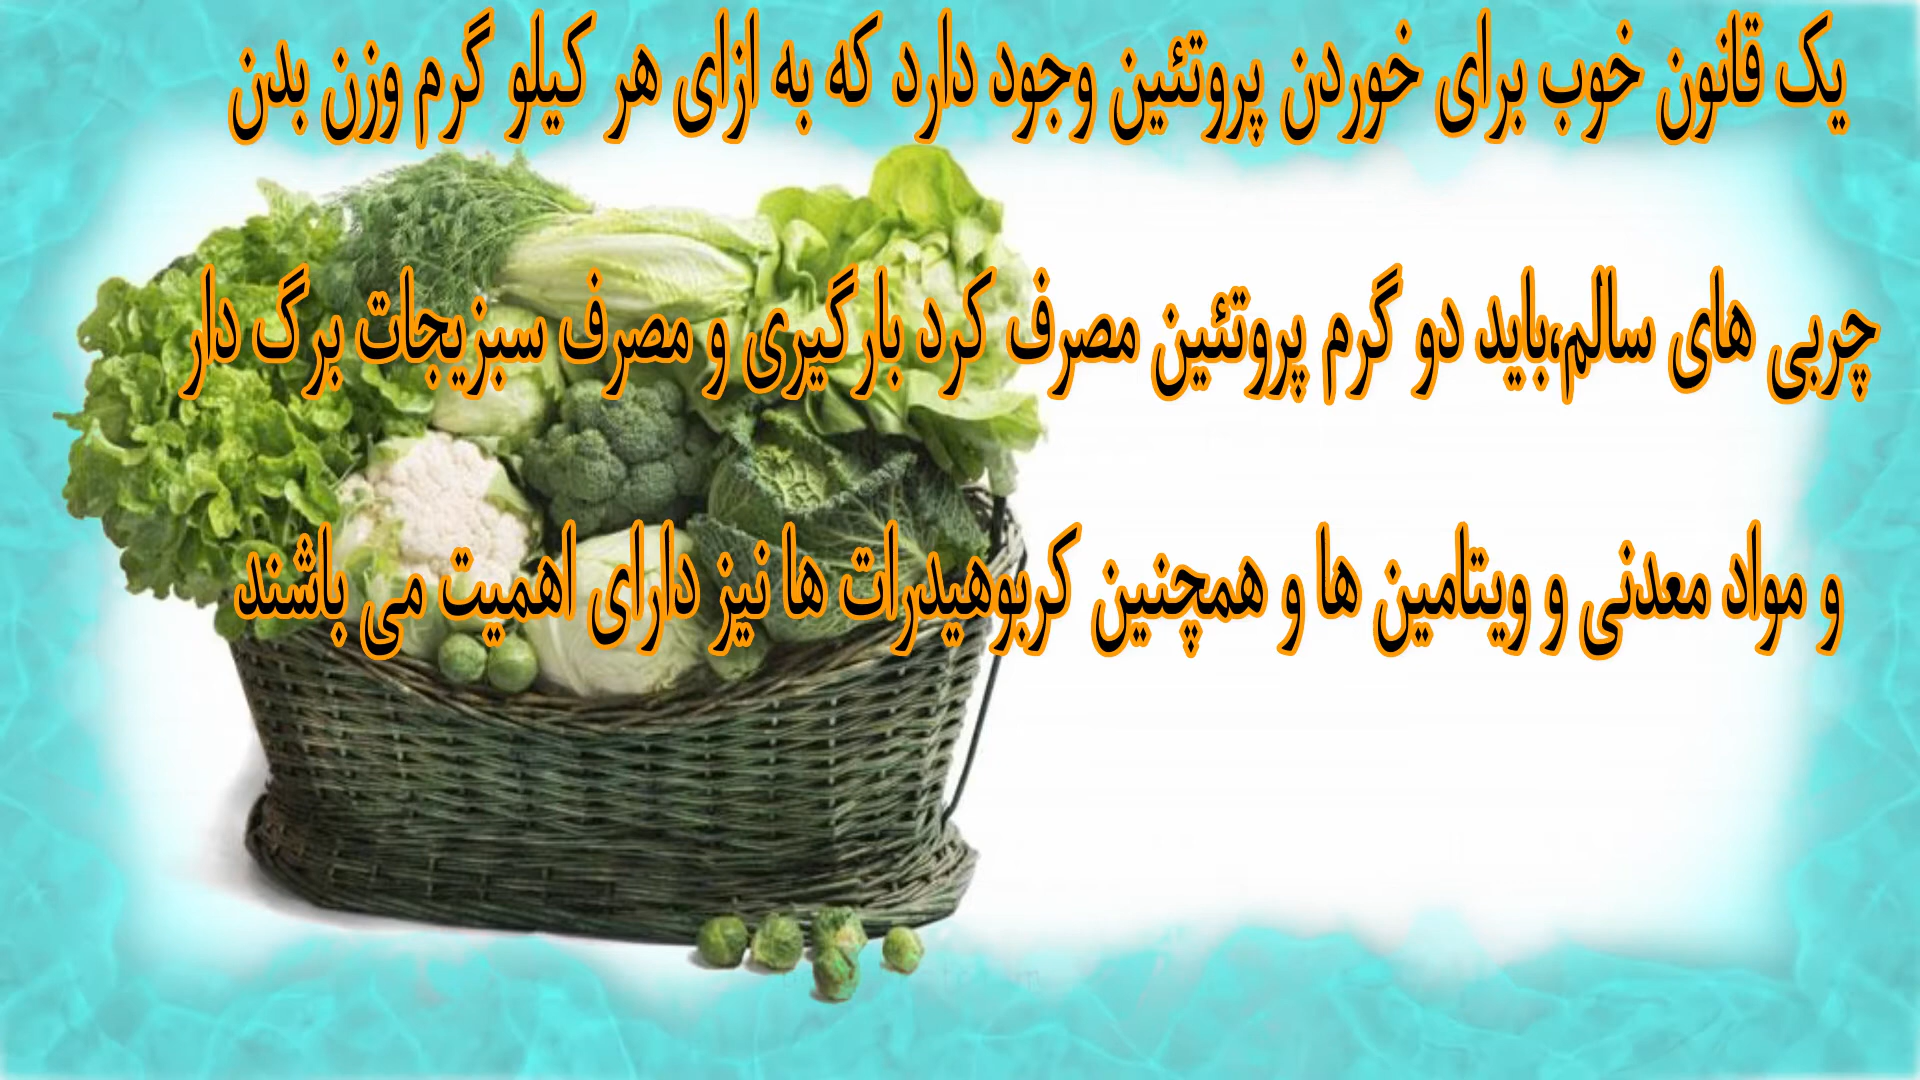 یک قانون خوب برای خوردن پروتئین وجود دارد که به ازای هر کیلو گرم وزن بدن
چربی های سالم،باید دو گرم پروتئین مصرف کرد بارگیری و مصرف سبزیجات برگ دار
و مواد معدنی و ویتامین ها و همچنین کربوهیدرات ها نیز دارای اهمیت می باشند